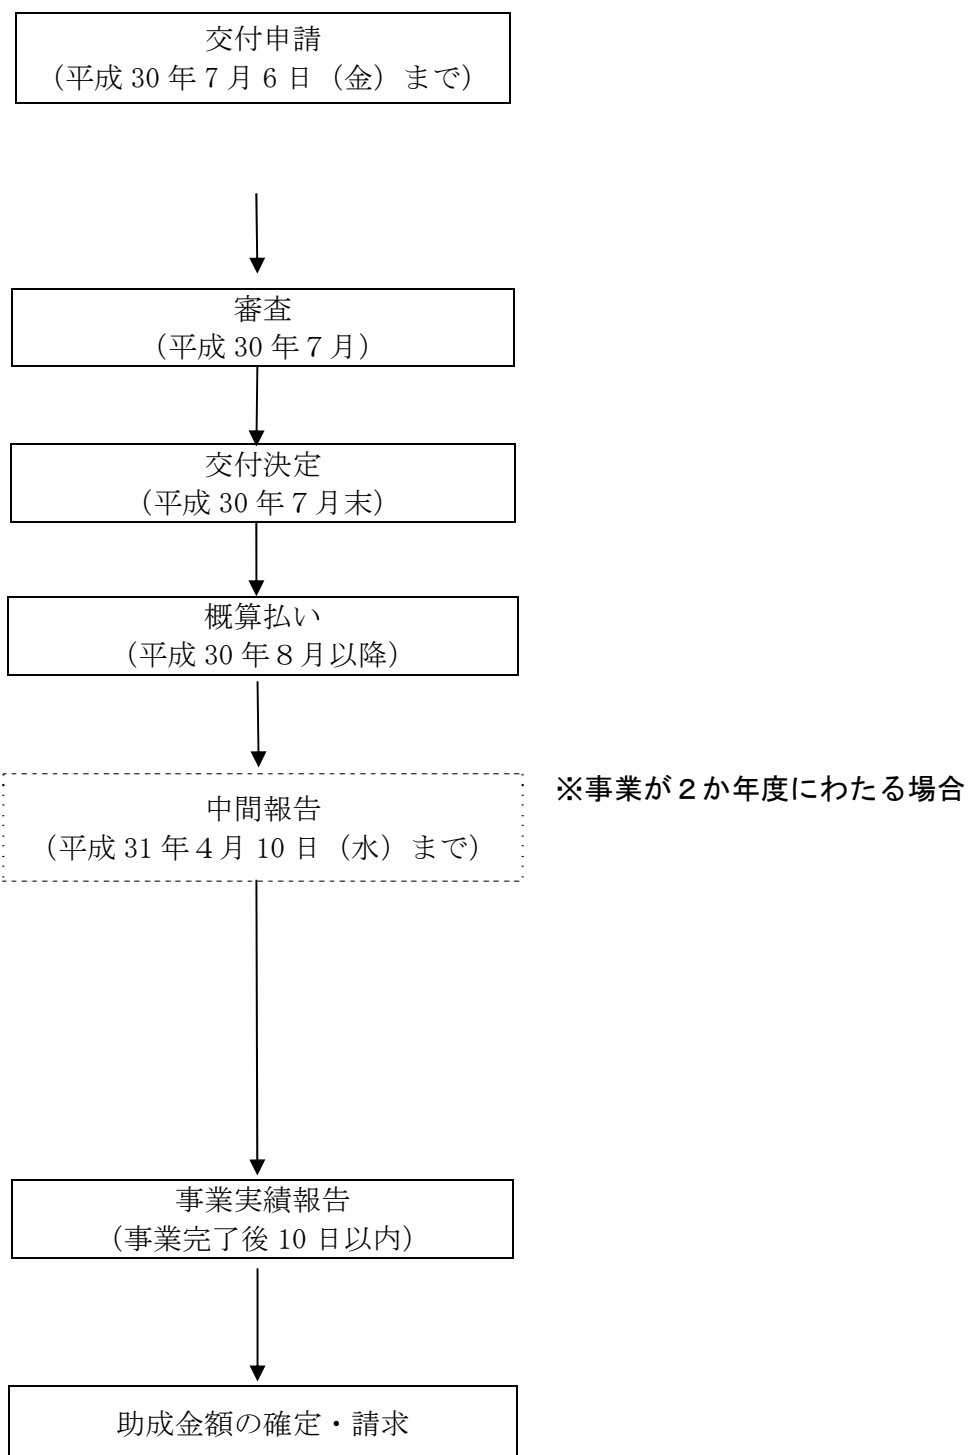 交付申請
（平成 30 年７月６日（金）まで）
審査
（平成 30 年７月）
交付決定
（平成 30 年７月末）
概算払い
（平成 30 年８月以降）
※事業が２か年度にわたる場合
中間報告
（平成 31 年４月 10 日（水）まで）
事業実績報告
（事業完了後 10 日以内）
助成金額の確定・請求